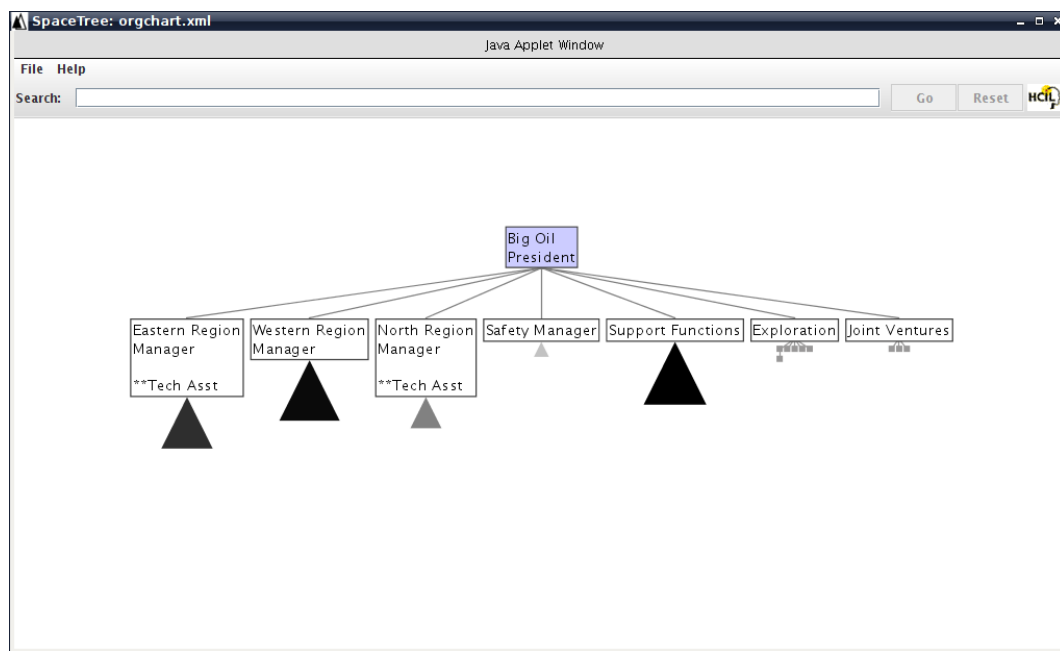 SpaceTree: orgchart.xml
Java Applet Window
File Help
Search:
Go
Reset
HCIL
Big Oil
President
Eastern Region
Manager
**Tech Asst
Western Region
Manager
North Region
Manager
**Tech Asst
Safety Manager
Support Functions
Exploration
Joint Ventures